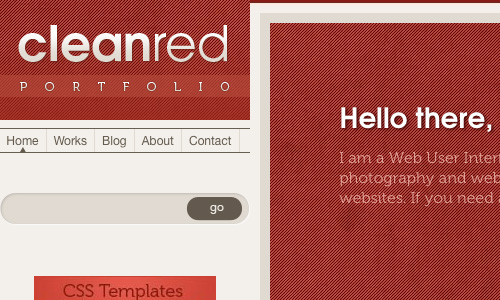 cleanred
PORTFOLIO
Home Works Blog About Contact
go
CSS Templates
Hello there,
I am a Web User
photography and web
websites. If you need